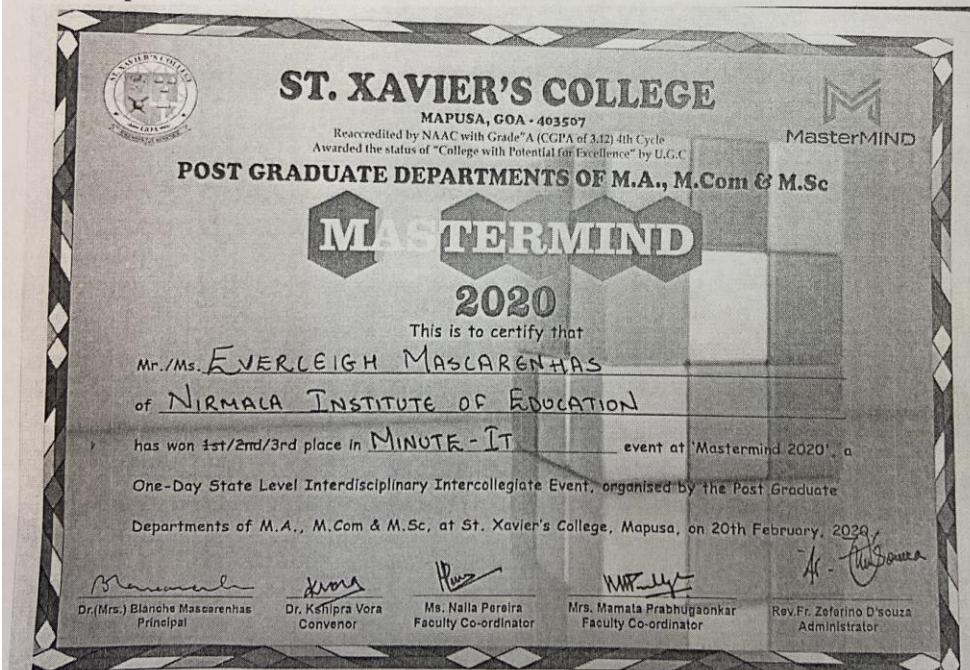 ST. XAVIER'S COLLEGE
MAPUSA, GOA - 403507
Reaccredited by NAAC with Grade"A (CGPA of 3.12) 4th Cycle
Awarded the status of "College with Potential for Excellence" by U.G.C
MasterMIND
POST GRADUATE DEPARTMENTS OF M.A., M.Com & M.Sc
MASTERMIND
2020
This is to certify that
Mr./Ms. EVERLEIGH MASCARENHAS
of NIRMALA INSTITUTE OF EDUCATION
has won 1st/2nd/3rd place in MINUTE-IT event at 'Mastermind 2020', a
One-Day State Level Interdisciplinary Intercollegiate Event, organised by the Post Graduate
Departments of M.A., M.Com & M.Sc, at St. Xavier's College, Mapusa, on 20th February, 2020.
Dr.(Mrs.) Blanche Mascarenhas
Principal
Dr. Kshipra Vora
Convenor
Ms. Naila Pereira
Faculty Co-ordinator
Mrs. Mamata Prabhugaonkar
Faculty Co-ordinator
Rev.Fr. Zeferino D'souza
Administrator